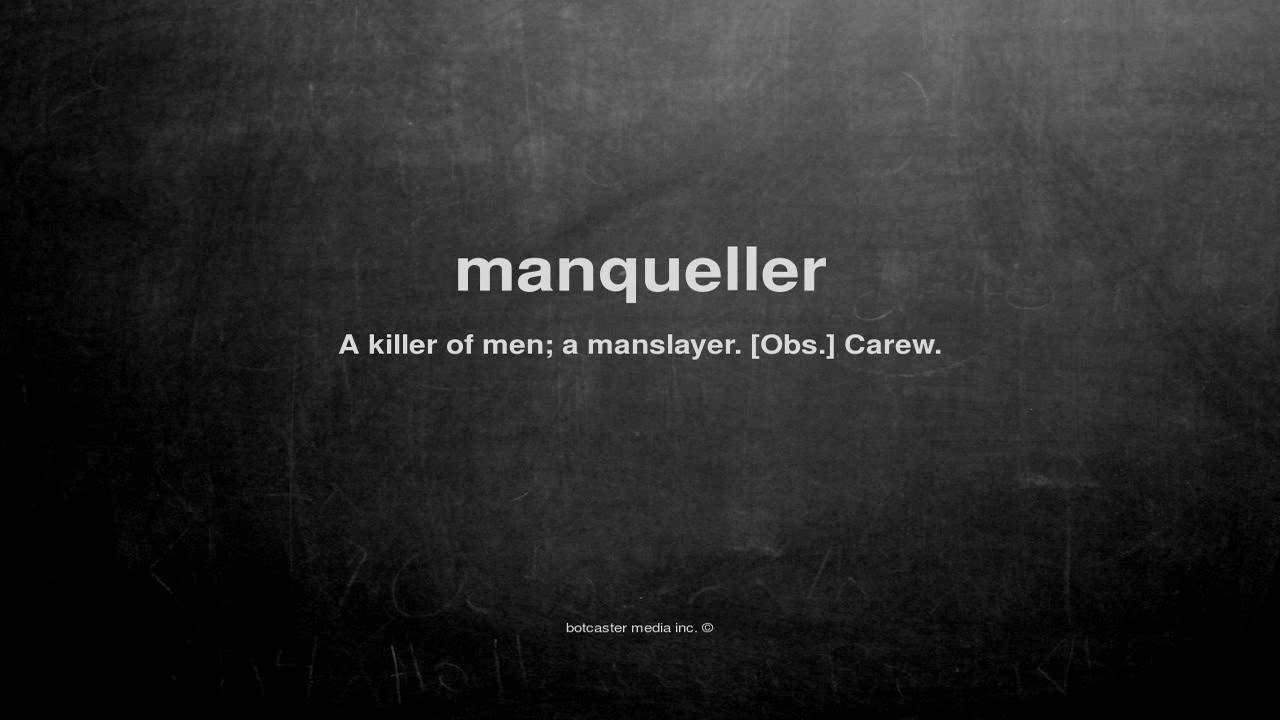 manqueller
A killer of men; a manslayer. [Obs.] Carew.
botcaster media inc. ©